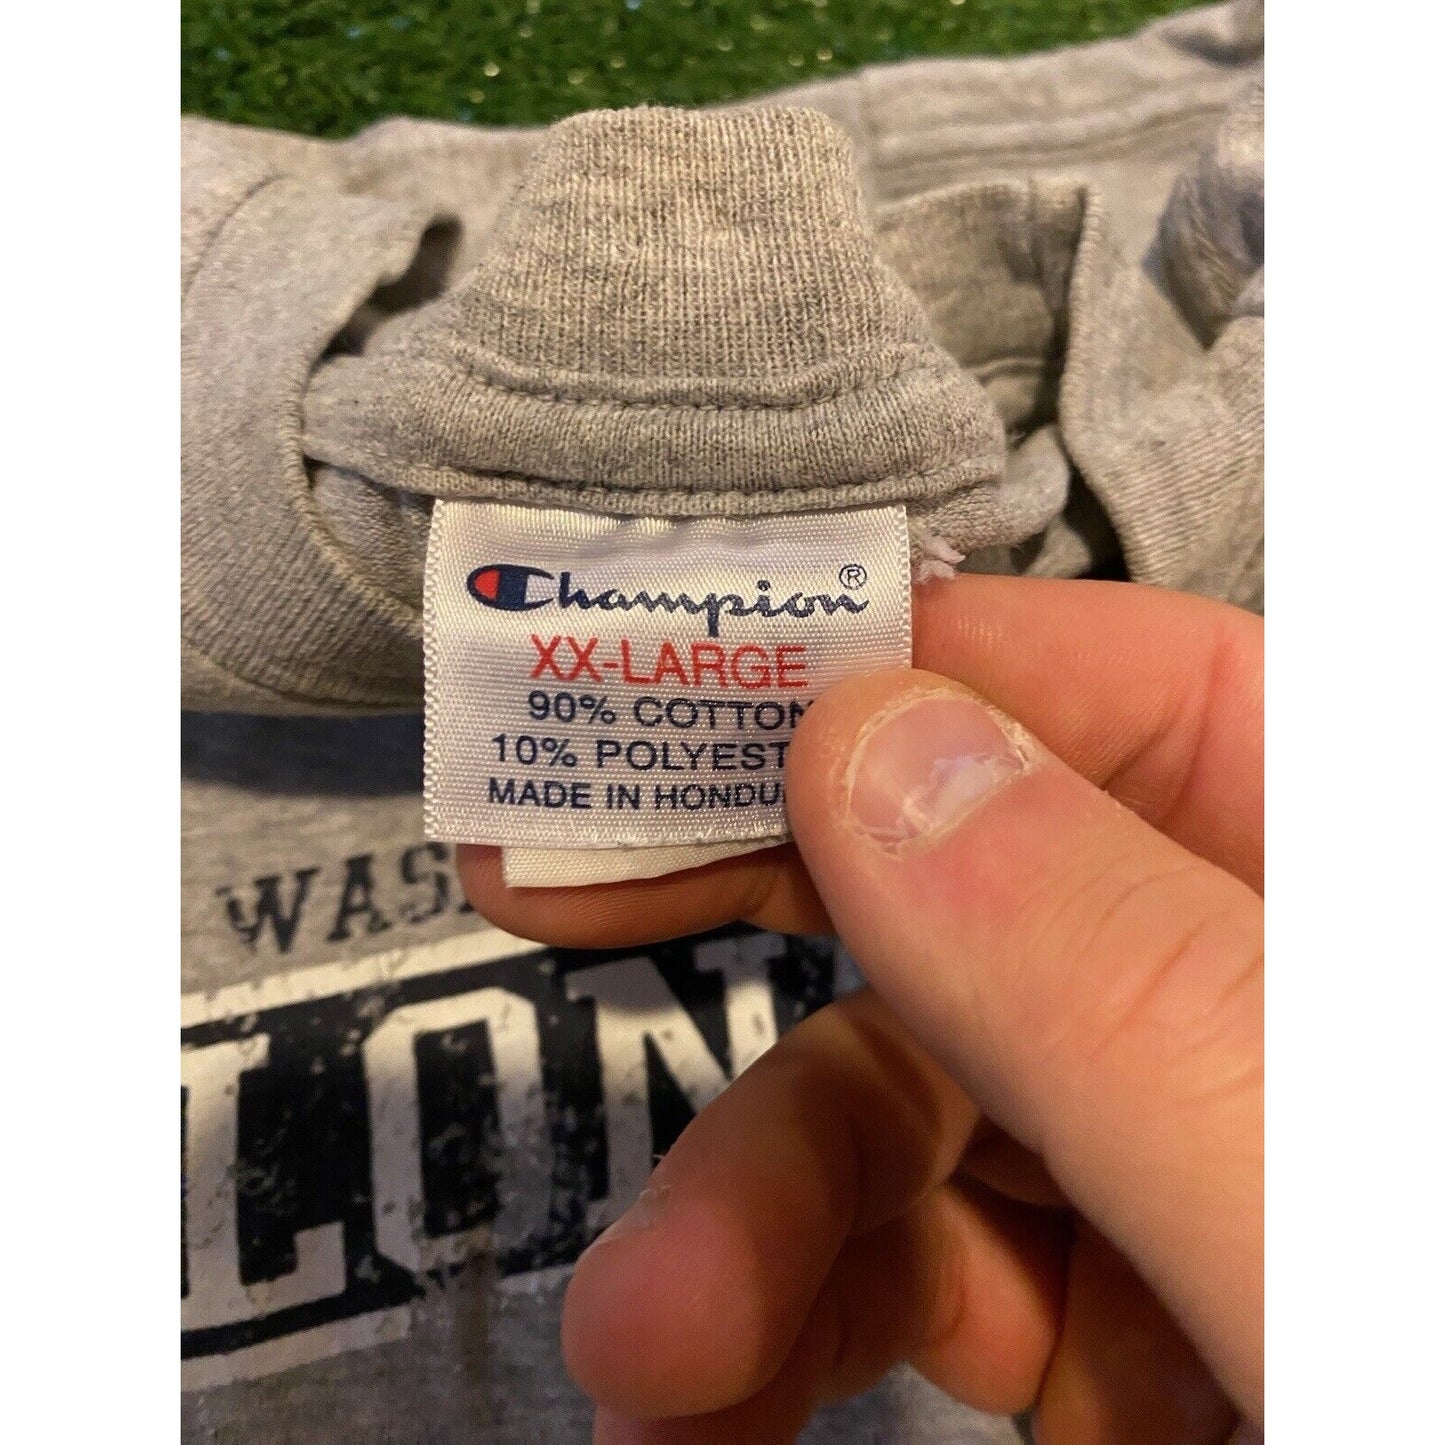 Champion®
XX-LARGE
90% COTTON
10% POLYEST
MADE IN HONDU
WAS
LON